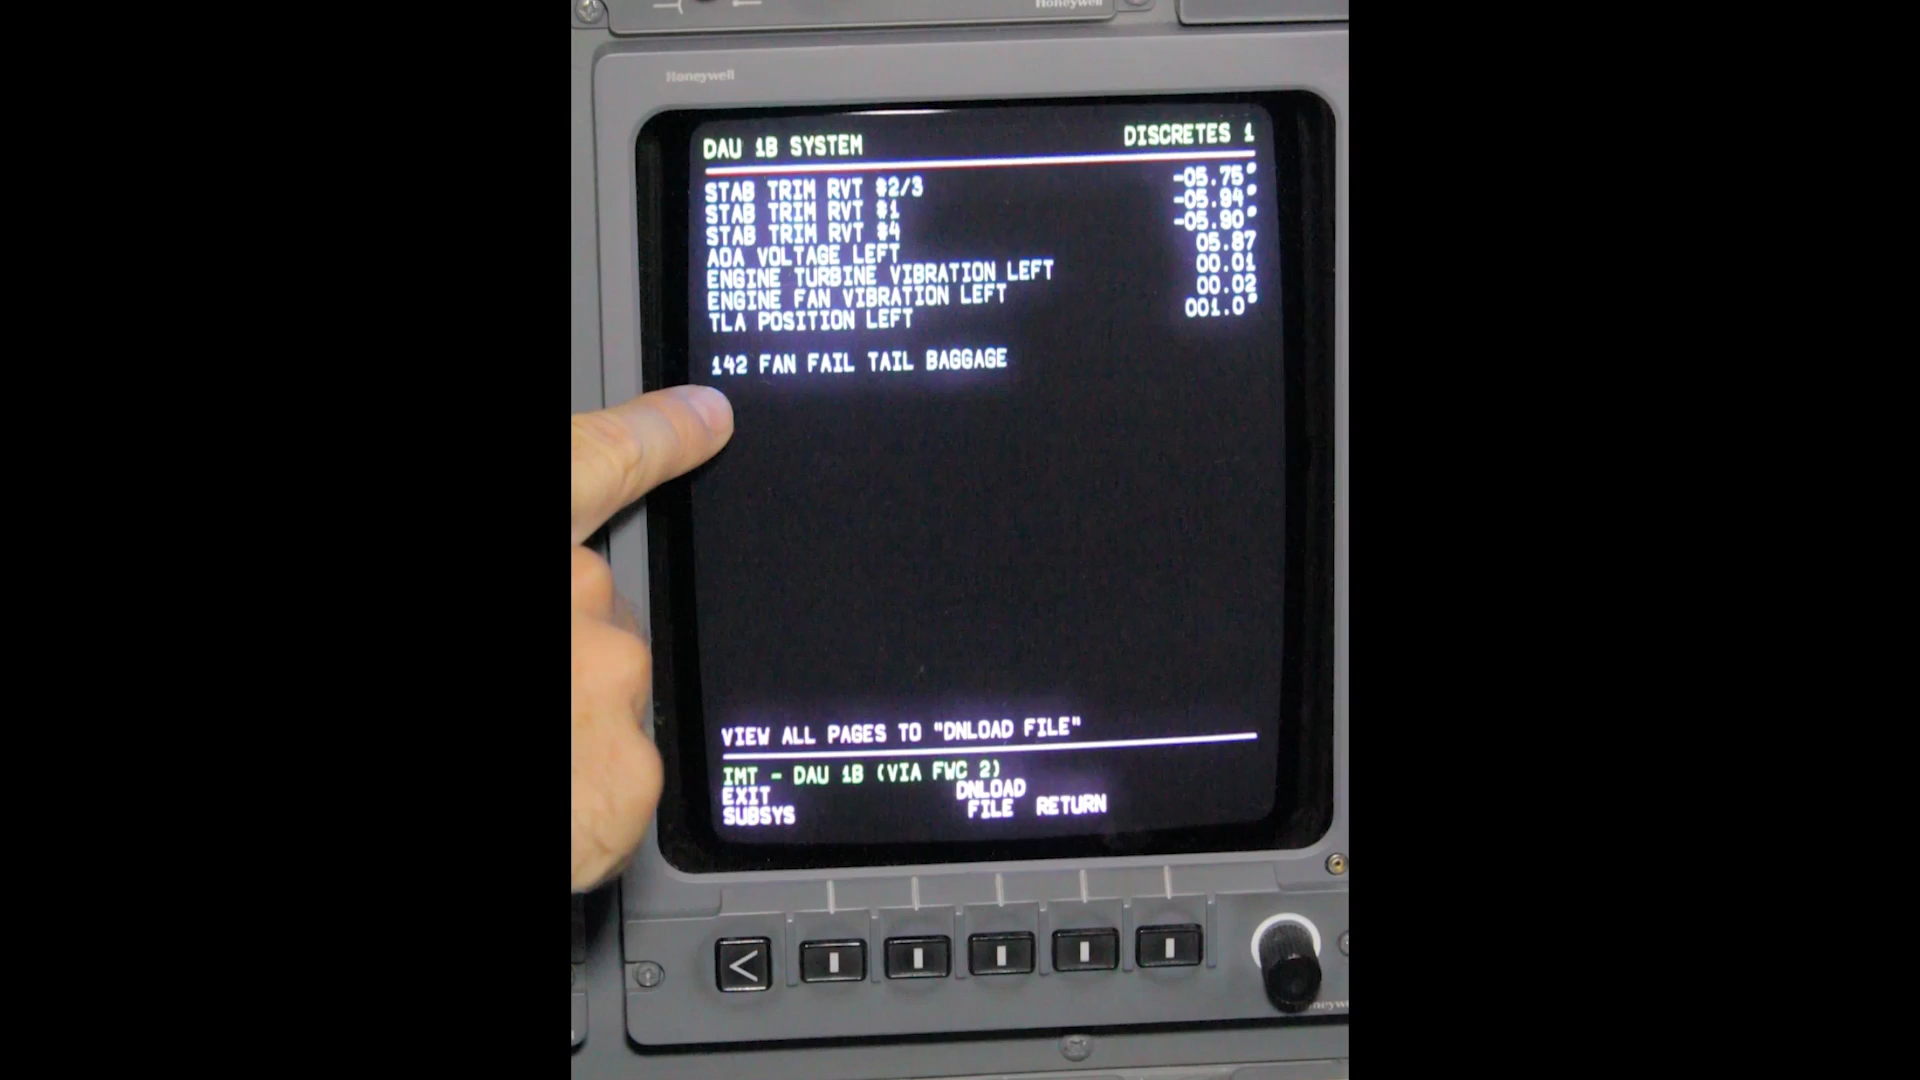 Honeywell
Honeywell
DAU 1B SYSTEM DISCRETES 1
STAB TRIM RVT #2/3 -05.75°
STAB TRIM RVT #1 -05.94°
STAB TRIM RVT #4 -05.90°
AOA VOLTAGE LEFT 05.87
ENGINE TURBINE VIBRATION LEFT 00.01
ENGINE FAN VIBRATION LEFT 00.02
TLA POSITION LEFT 001.0°
142 FAN FAIL TAIL BAGGAGE
VIEW ALL PAGES TO "DNLOAD FILE"
IMT - DAU 1B (VIA FWC 2)
EXIT DNLOAD
SUBSYS FILE RETURN